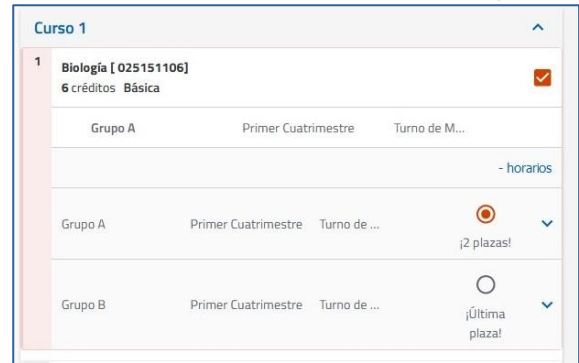 Curso 1
1
Biología [ 025151106]
6 créditos Básica
Grupo A Primer Cuatrimestre Turno de M...
- horarios
Grupo A Primer Cuatrimestre Turno de ...
¡2 plazas!
Grupo B Primer Cuatrimestre Turno de ...
¡Última
plaza!